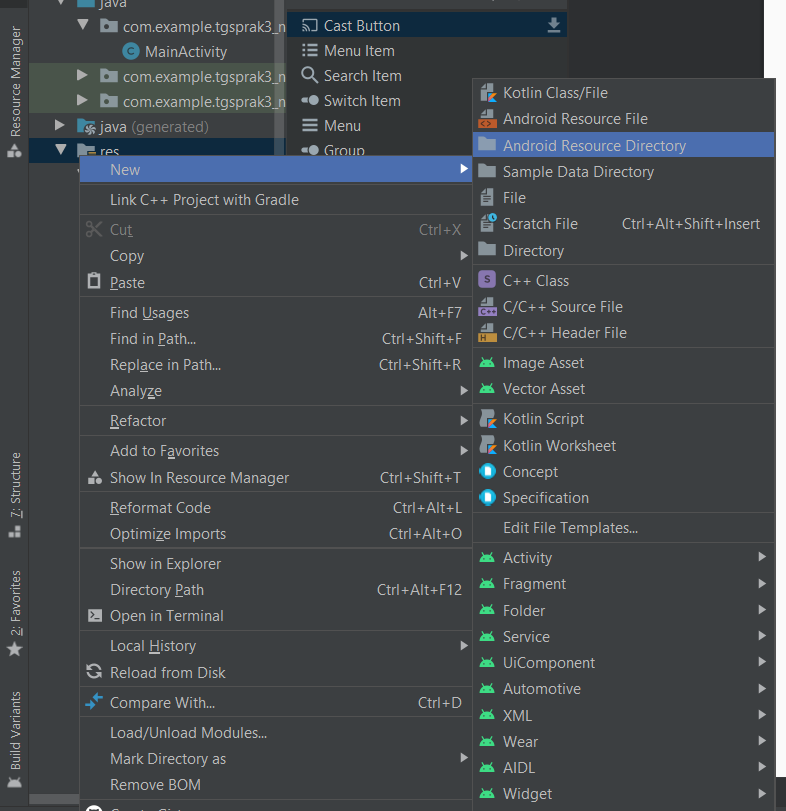 java
com.example.tgsprak3_n
MainActivity
com.example.tgsprak3_n
com.example.tgsprak3_n
java (generated)
res
Resource Manager
7: Structure
2: Favorites
Build Variants
Cast Button
Menu Item
Search Item
Switch Item
Menu
Group
New
Link C++ Project with Gradle
Cut Ctrl+X
Copy
Paste Ctrl+V
Find Usages Alt+F7
Find in Path... Ctrl+Shift+F
Replace in Path... Ctrl+Shift+R
Analyze
Refactor
Add to Favorites
Show In Resource Manager Ctrl+Shift+T
Reformat Code Ctrl+Alt+L
Optimize Imports Ctrl+Alt+O
Show in Explorer
Directory Path Ctrl+Alt+F12
Open in Terminal
Local History
Reload from Disk
Compare With... Ctrl+D
Load/Unload Modules...
Mark Directory as
Remove BOM
Kotlin Class/File
Android Resource File
Android Resource Directory
Sample Data Directory
File
Scratch File Ctrl+Alt+Shift+Insert
Directory
S C++ Class
C++ C/C++ Source File
H C/C++ Header File
Image Asset
Vector Asset
Kotlin Script
Kotlin Worksheet
Concept
Specification
Edit File Templates...
Activity
Fragment
Folder
Service
UiComponent
Automotive
XML
Wear
AIDL
Widget